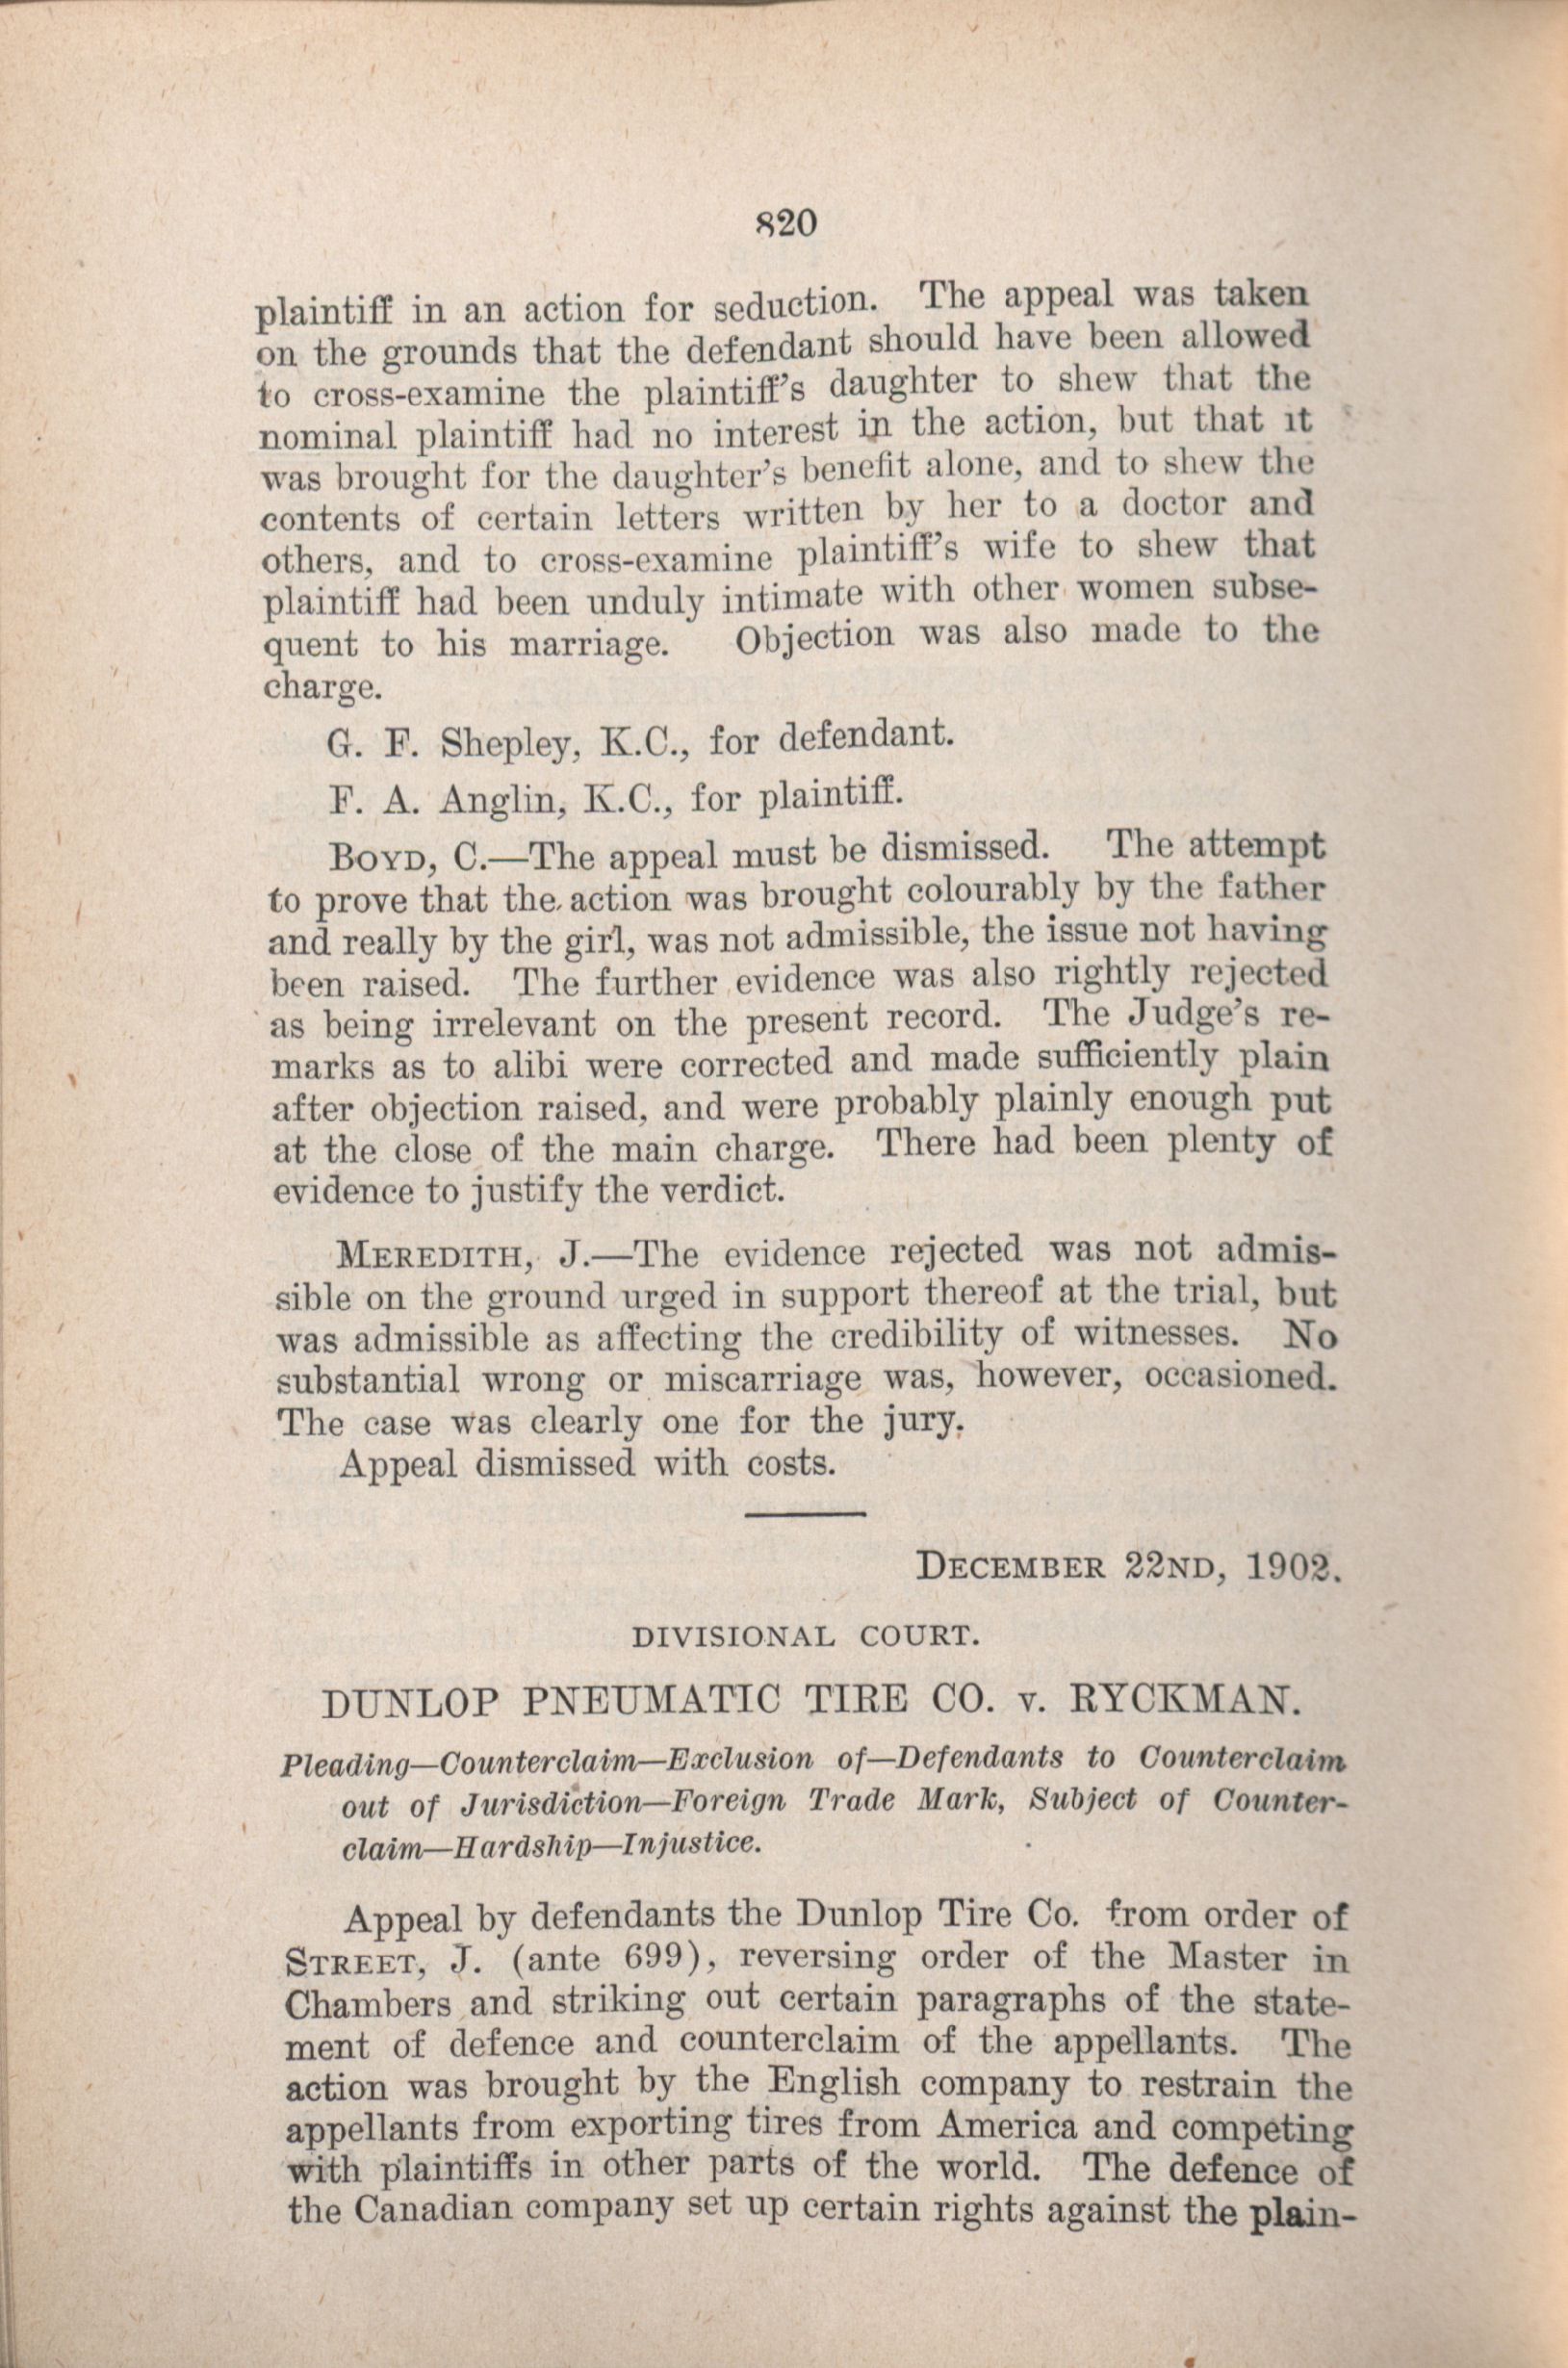 820
plaintiff in an action for seduction. The appeal was taken
on the grounds that the defendant should have been allowed
to cross-examine the plaintiff's daughter to shew that the
nominal plaintiff had no interest in the action, but that it
was brought for the daughter's benefit alone, and to shew the
contents of certain letters written by her to a doctor and
others, and to cross-examine plaintiff's wife to shew that
plaintiff had been unduly intimate with other women subse-
quent to his marriage. Objection was also made to the
charge.
G. F. Shepley, K.C., for defendant.
F. A. Anglin, K.C., for plaintiff.
BOYD, C.—The appeal must be dismissed. The attempt
to prove that the action was brought colourably by the father
and really by the girl, was not admissible, the issue not having
been raised. The further evidence was also rightly rejected
as being irrelevant on the present record. The Judge's re-
marks as to alibi were corrected and made sufficiently plain
after objection raised, and were probably plainly enough put
at the close of the main charge. There had been plenty of
evidence to justify the verdict.
MEREDITH, J.—The evidence rejected was not admis-
sible on the ground urged in support thereof at the trial, but
was admissible as affecting the credibility of witnesses. No
substantial wrong or miscarriage was, however, occasioned.
The case was clearly one for the jury.
Appeal dismissed with costs.
DECEMBER 22ND, 1902.
DIVISIONAL COURT.
DUNLOP PNEUMATIC TIRE CO. v. RYCKMAN.
Pleading—Counterclaim—Exclusion of—Defendants to Counterclaim
out of Jurisdiction—Foreign Trade Mark, Subject of Counter-
claim—Hardship—Injustice.
Appeal by defendants the Dunlop Tire Co. from order of
STREET, J. (ante 699), reversing order of the Master in
Chambers and striking out certain paragraphs of the state-
ment of defence and counterclaim of the appellants. The
action was brought by the English company to restrain the
appellants from exporting tires from America and competing
with plaintiffs in other parts of the world. The defence of
the Canadian company set up certain rights against the plain-